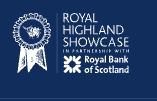 ROYAL
HIGHLAND
SHOWCASE
IN PARTNERSHIP WITH
Royal Bank
of Scotland